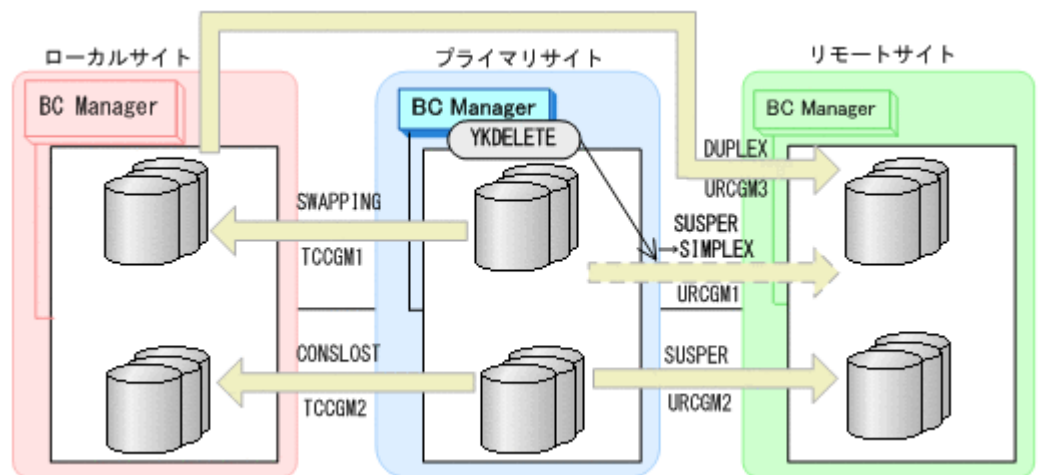 ローカルサイト
プライマリサイト
リモートサイト
BC Manager
BC Manager
BC Manager
YKDELETE
DUPLEX
URCGM3
SWAPPING
TCCGM1
SUSPER
→SIMPLEX
URCGM1
CONSLOST
TCCGM2
SUSPER
URCGM2